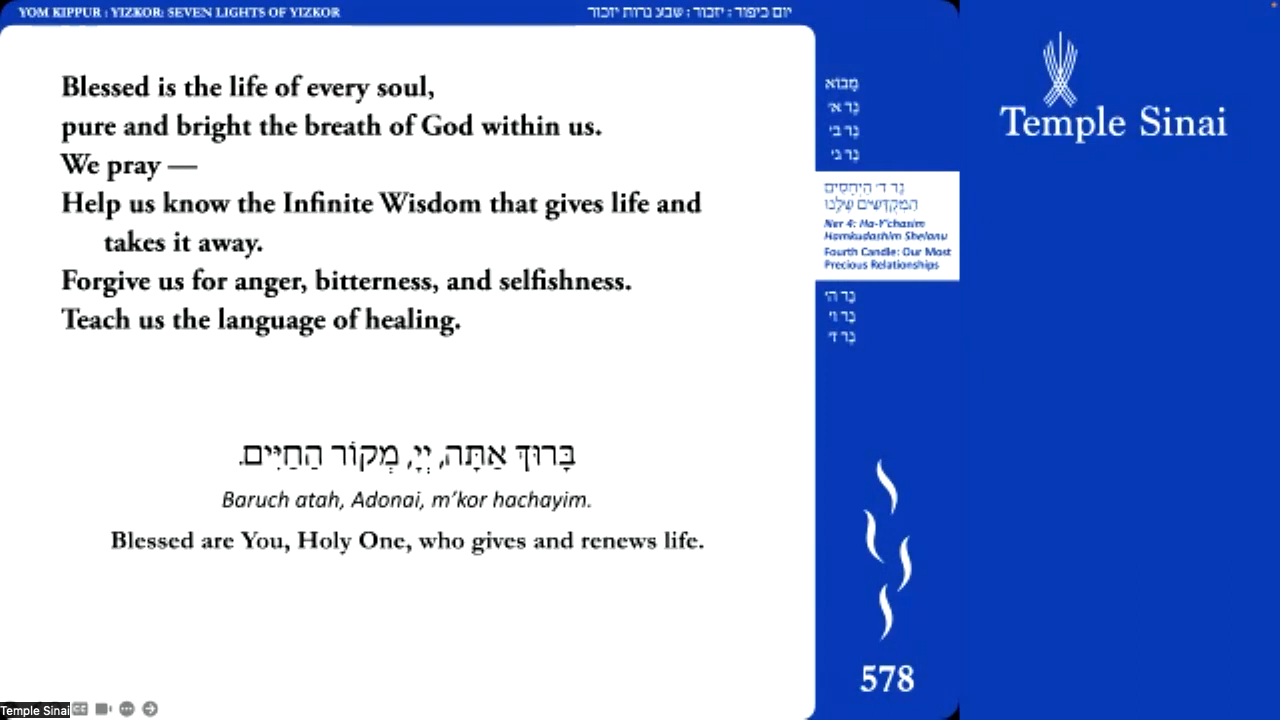 YOM KIPPUR : YIZKOR: SEVEN LIGHTS OF YIZKOR
יום כיפור : יזכור : שבע נרות יזכור
Blessed is the life of every soul,
pure and bright the breath of God within us.
We pray —
Help us know the Infinite Wisdom that gives life and
takes it away.
Forgive us for anger, bitterness, and selfishness.
Teach us the language of healing.
בָּרוּךְ אַתָּה, יְיָ, מְקוֹר הַחַיִּים.
Baruch atah, Adonai, m’kor hachayim.
Blessed are You, Holy One, who gives and renews life.
מָבוֹא
נֵר א׳
נֵר ב׳
נֵר ג׳
נֵר ד׳ הַיְחָסִים
הַמְקֻדָּשִׁים שֶׁלָּנוּ
Ner 4: Ha-Y’chasim
Hamkudashim Shelanu
Fourth Candle: Our Most
Precious Relationships
נֵר ה׳
נֵר ו׳
נֵר ז׳
578
Temple Sinai
Temple Sinai
CC